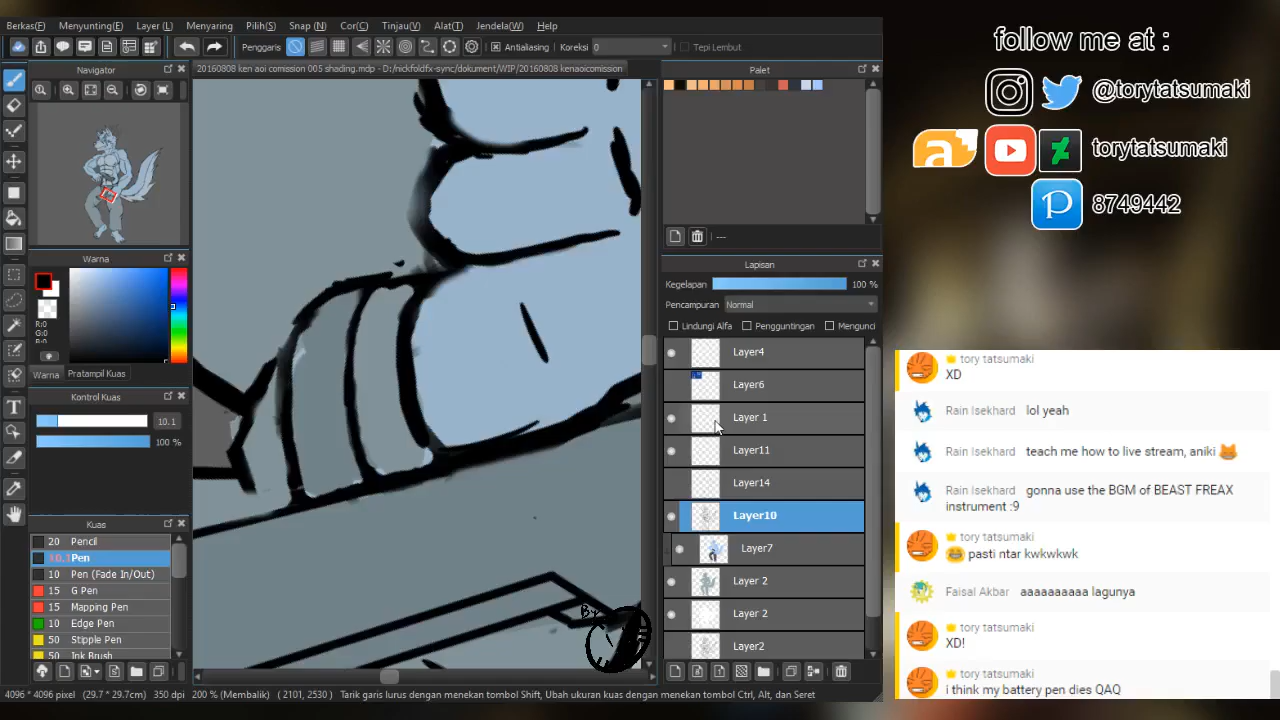 Berkas(F) Menyunting(E) Layer (L) Menyaring Pilih(S) Snap (N) Cor(C) Tinjau(V) Alat(T) Jendela(W) Help
Penggaris Antialiasing Koreksi 0 Tepi Lembut
20160808 ken aoi comission 005 shading.mdp - D:/nickfoldfx-sync/dokument/WIP/20160808 kenaoicomission
Navigator
Warna
R:0
G:0
Warna Pratampil Kuas
Kontrol Kuas
10.1
100 %
Kuas
20 Pencil
10.1 Pen
10 Pen (Fade In/Out)
15 G Pen
15 Mapping Pen
10 Edge Pen
50 Stipple Pen
50 Ink Brush
BY
Palet
---
Lapisan
Kegelapan 100 %
Pencampuran Normal
Lindungi Alfa Pengguntingan Mengunci
Layer4
Layer6
Layer 1
Layer11
Layer14
Layer10
Layer7
Layer 2
Layer 2
Layer2
4096 * 4096 pixel (29.7 * 29.7cm) 350 dpi 200 % (Membalik) ( 2101, 2530 ) Tarik garis lurus dengan menekan tombol Shift, Ubah ukuran kuas dengan menekan tombol Ctrl, Alt, dan Seret
follow me at :
@torytatsumaki
a torytatsumaki
P 8749442
tory tatsumaki
XD
Rain Isekhard lol yeah
Rain Isekhard teach me how to live stream, aniki
Rain Isekhard gonna use the BGM of BEAST FREAX
instrument :9
tory tatsumaki
pasti ntar kwkwkwk
Faisal Akbar aaaaaaaaaa lagunya
tory tatsumaki
XD!
tory tatsumaki
i think my battery pen dies QAQ